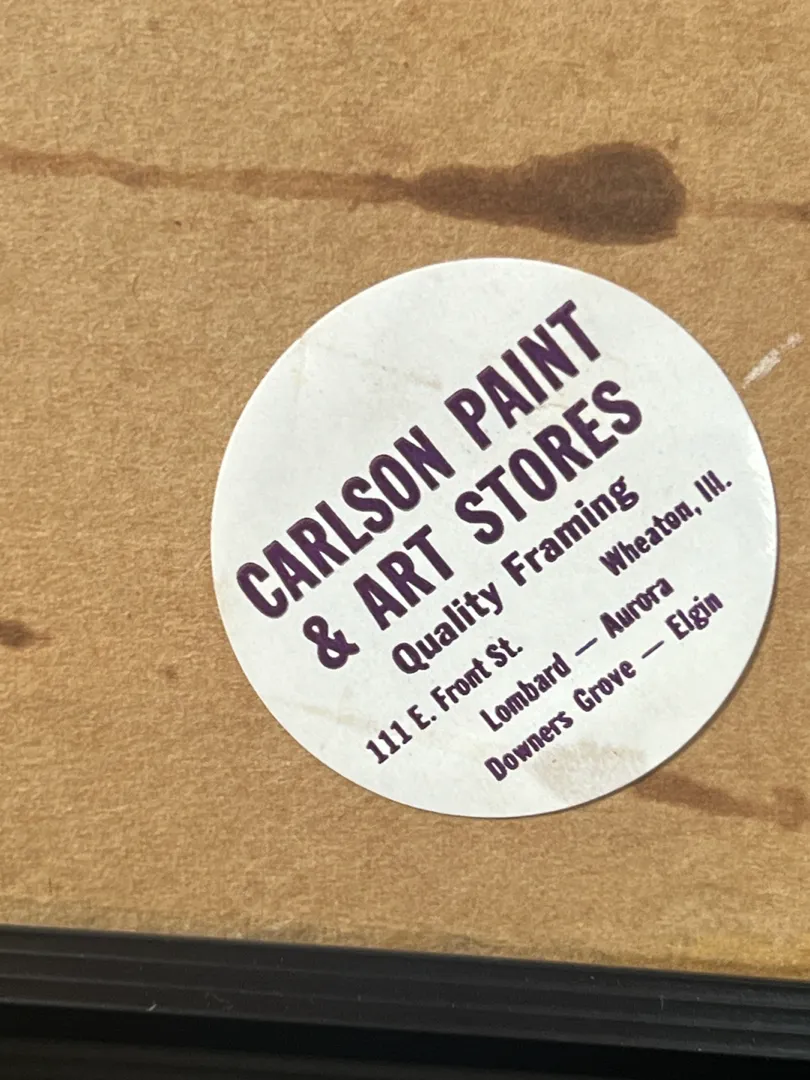 CARLSON PAINT
& ART STORES
Quality Framing
111 E. Front St. Wheaton, Ill.
Lombard — Aurora
Downers Grove — Elgin